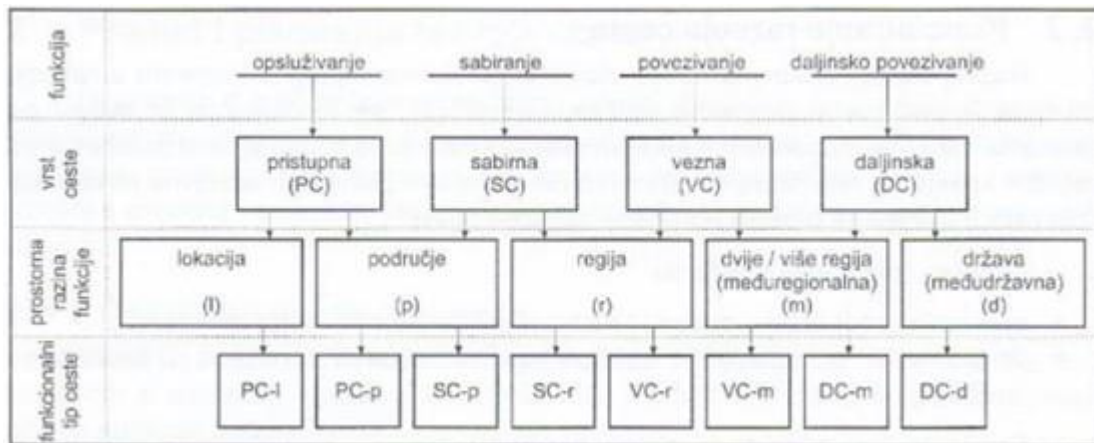 funkcija
opsluživanje
sabiranje
povezivanje
daljinsko povezivanje
vrst
ceste
pristupna
(PC)
sabirna
(SC)
vezna
(VC)
daljinska
(DC)
prostorna
razina
funkcije
lokacija
(l)
područje
(p)
regija
(r)
dvije / više regija
(međuregionalna)
(m)
država
(međudržavna)
(d)
funkcionalni
tip ceste
PC-l
PC-p
SC-p
SC-r
VC-r
VC-m
DC-m
DC-d